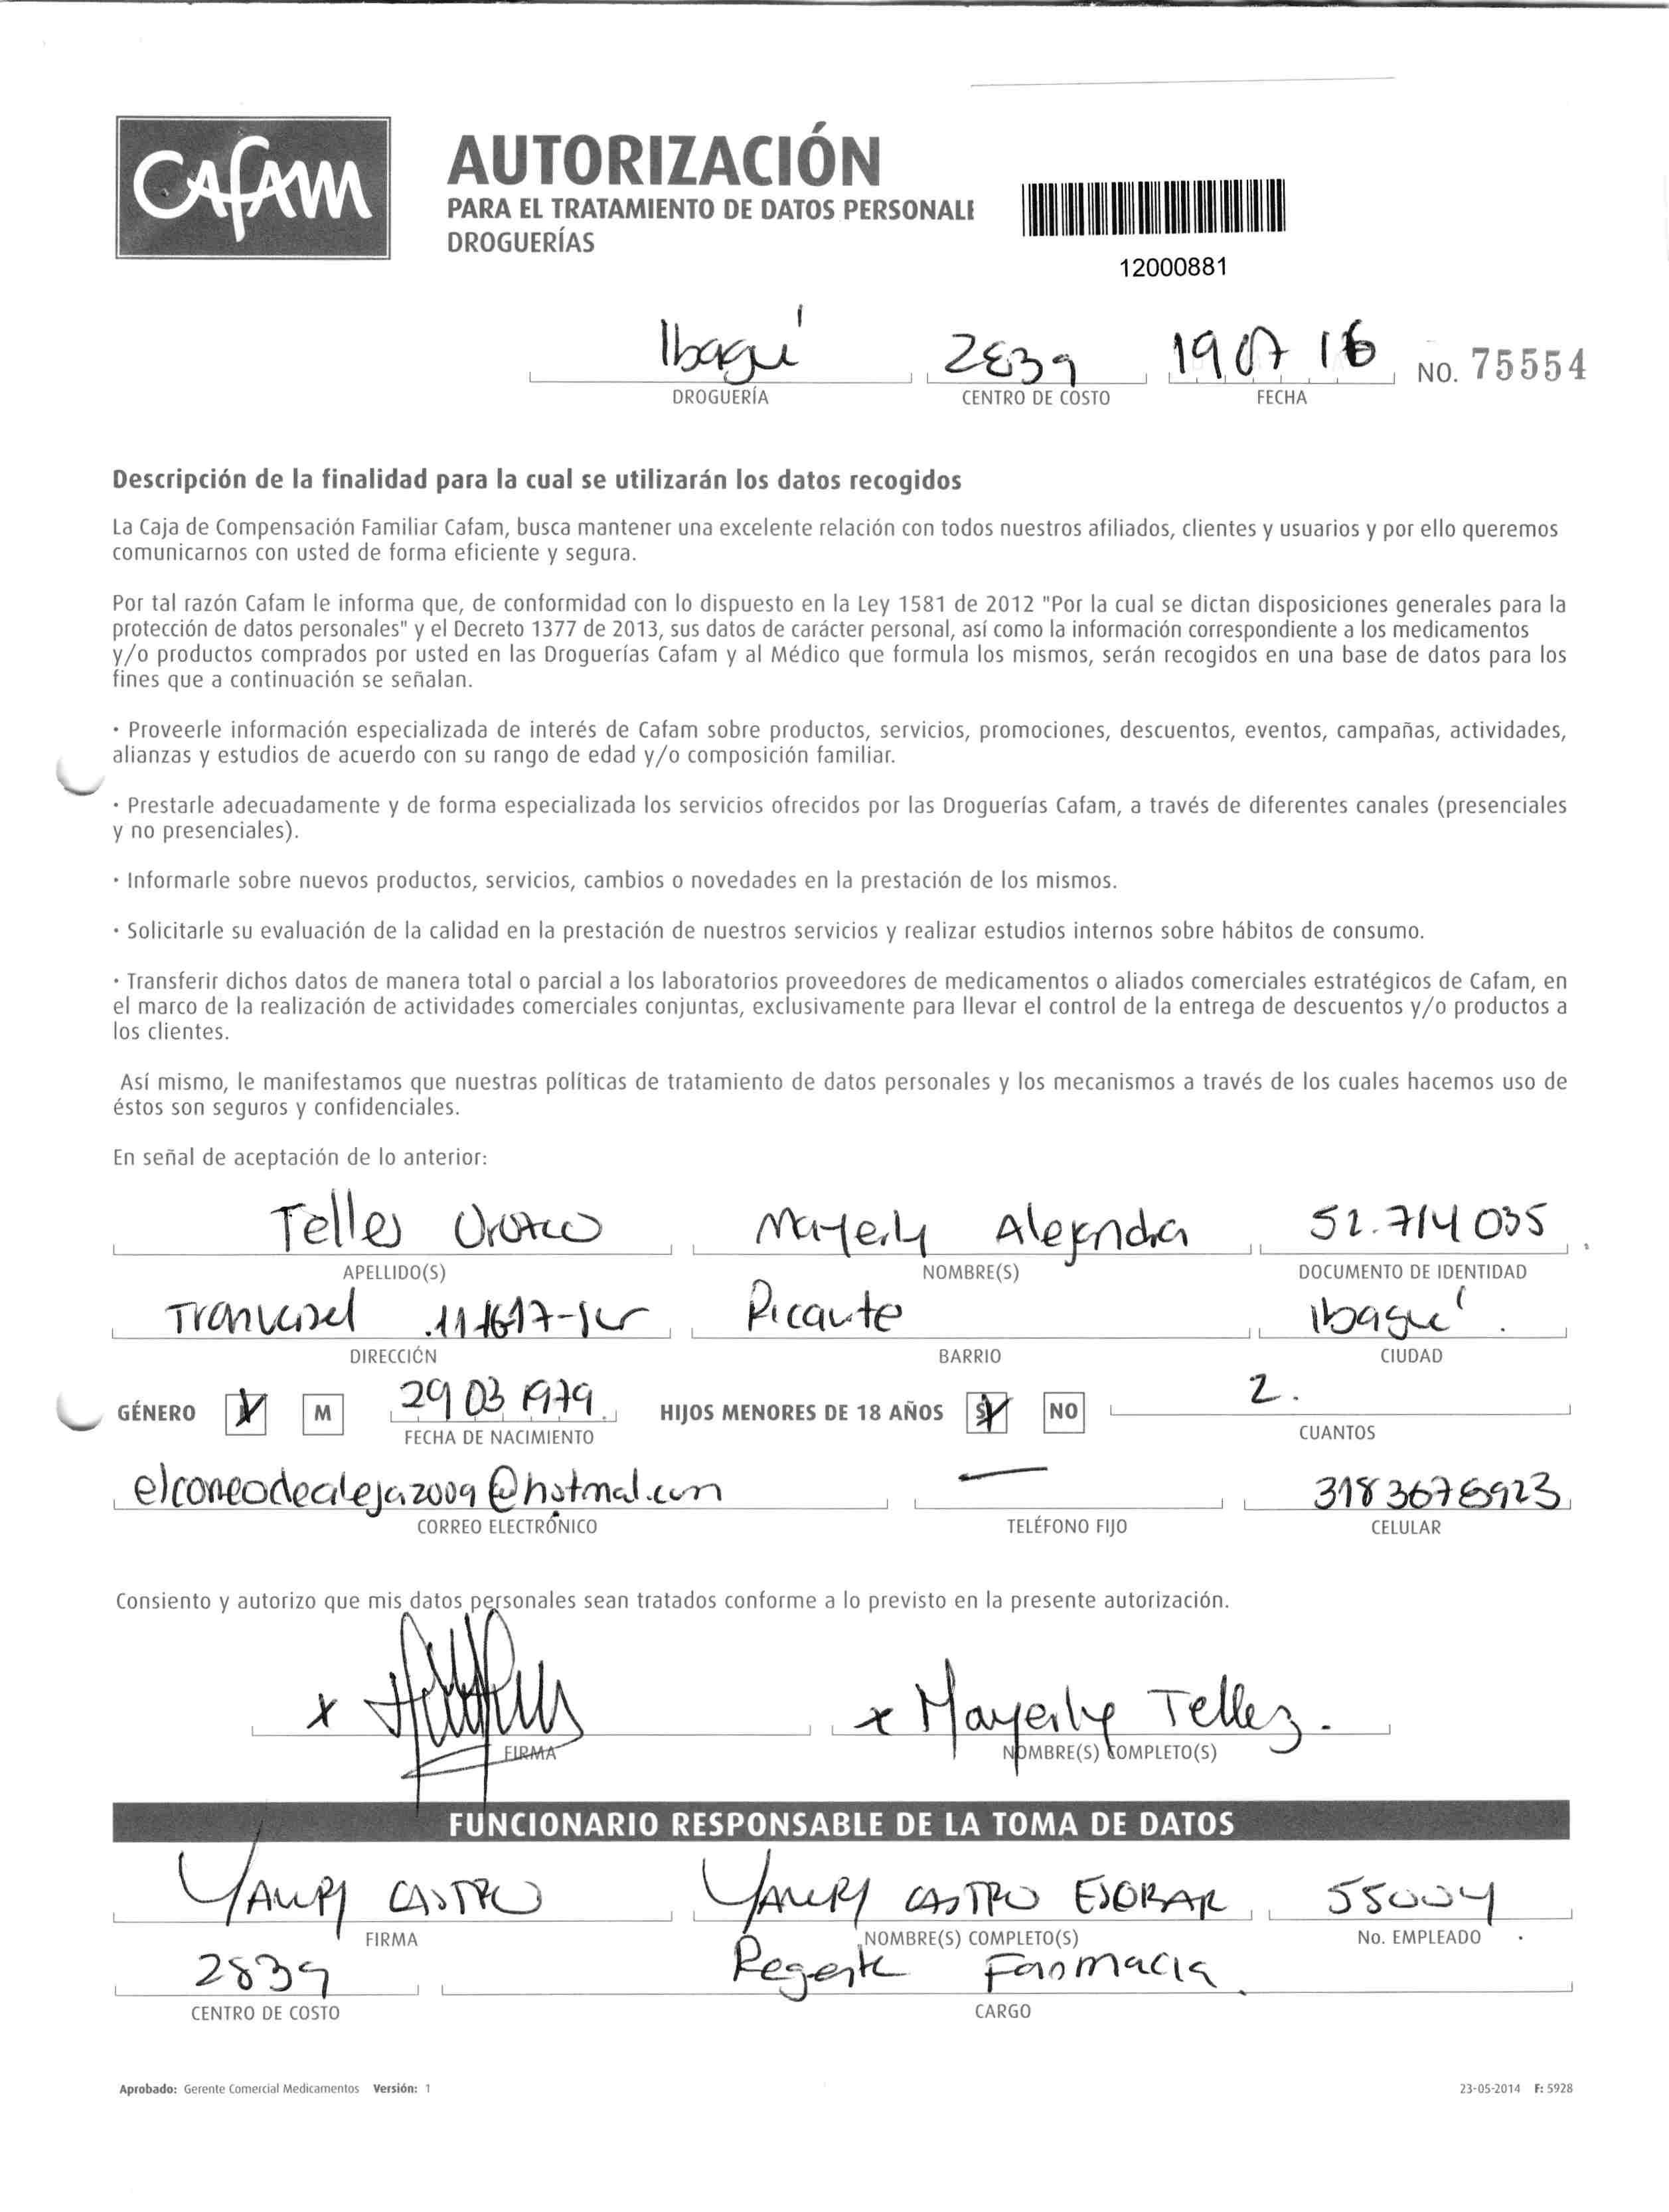 CAFAM
AUTORIZACIÓN
PARA EL TRATAMIENTO DE DATOS PERSONALE
DROGUERÍAS
12000881
Ibagué 2839 19 07 16 NO. 75554
DROGUERÍA CENTRO DE COSTO FECHA
Descripción de la finalidad para la cual se utilizarán los datos recogidos
La Caja de Compensación Familiar Cafam, busca mantener una excelente relación con todos nuestros afiliados, clientes y usuarios y por ello queremos
comunicarnos con usted de forma eficiente y segura.
Por tal razón Cafam le informa que, de conformidad con lo dispuesto en la Ley 1581 de 2012 "Por la cual se dictan disposiciones generales para la
protección de datos personales" y el Decreto 1377 de 2013, sus datos de carácter personal, así como la información correspondiente a los medicamentos
y/o productos comprados por usted en las Droguerías Cafam y al Médico que formula los mismos, serán recogidos en una base de datos para los
fines que a continuación se señalan.
· Proveerle información especializada de interés de Cafam sobre productos, servicios, promociones, descuentos, eventos, campañas, actividades,
alianzas y estudios de acuerdo con su rango de edad y/o composición familiar.
· Prestarle adecuadamente y de forma especializada los servicios ofrecidos por las Droguerías Cafam, a través de diferentes canales (presenciales
y no presenciales).
· Informarle sobre nuevos productos, servicios, cambios o novedades en la prestación de los mismos.
· Solicitarle su evaluación de la calidad en la prestación de nuestros servicios y realizar estudios internos sobre hábitos de consumo.
· Transferir dichos datos de manera total o parcial a los laboratorios proveedores de medicamentos o aliados comerciales estratégicos de Cafam, en
el marco de la realización de actividades comerciales conjuntas, exclusivamente para llevar el control de la entrega de descuentos y/o productos a
los clientes.
Así mismo, le manifestamos que nuestras políticas de tratamiento de datos personales y los mecanismos a través de los cuales hacemos uso de
éstos son seguros y confidenciales.
En señal de aceptación de lo anterior:
Telles Orozco Mayerly Alejandra 52.714 035
APELLIDO(S) NOMBRE(S) DOCUMENTO DE IDENTIDAD
Tranversal Ricaute Ibagué
DIRECCIÓN BARRIO CIUDAD
GÉNERO M 29 03 1979 HIJOS MENORES DE 18 AÑOS SI NO 2.
FECHA DE NACIMIENTO CUANTOS
elcorreodealeja2009@hotmal.com 3183676923
CORREO ELECTRÓNICO TELÉFONO FIJO CELULAR
Consiento y autorizo que mis datos personales sean tratados conforme a lo previsto en la presente autorización.
x x Mayerly Tellez.
FIRMA NOMBRE(S) COMPLETO(S)
FUNCIONARIO RESPONSABLE DE LA TOMA DE DATOS
CASTRO CASTRO ESCOBAR 55004
FIRMA NOMBRE(S) COMPLETO(S) No. EMPLEADO
2839 Regente Farmacia
CENTRO DE COSTO CARGO
Aprobado: Gerente Comercial Medicamentos Versión: 1 23-05-2014 F: 5928